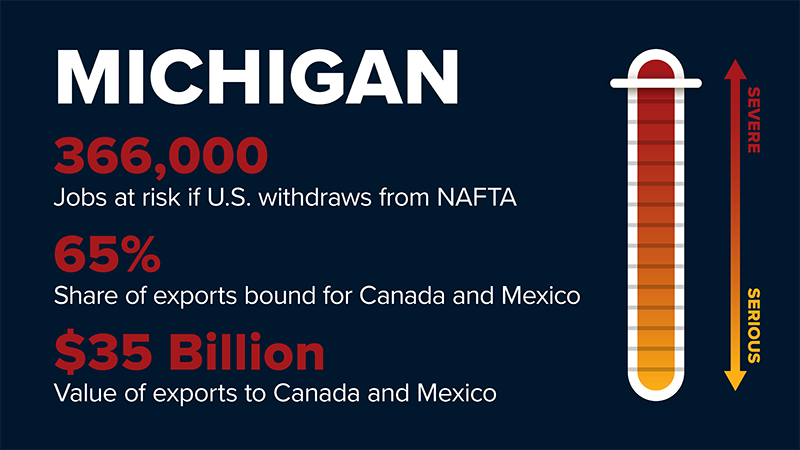 MICHIGAN
366,000
Jobs at risk if U.S. withdraws from NAFTA
65%
Share of exports bound for Canada and Mexico
$35 Billion
Value of exports to Canada and Mexico
SEVERE
SERIOUS